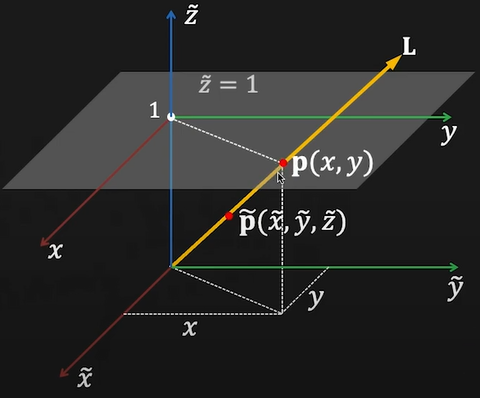 z̃
L
z̃ = 1
1
y
p(x, y)
x
p̃(x̃, ỹ, z̃)
ỹ
y
x
x̃